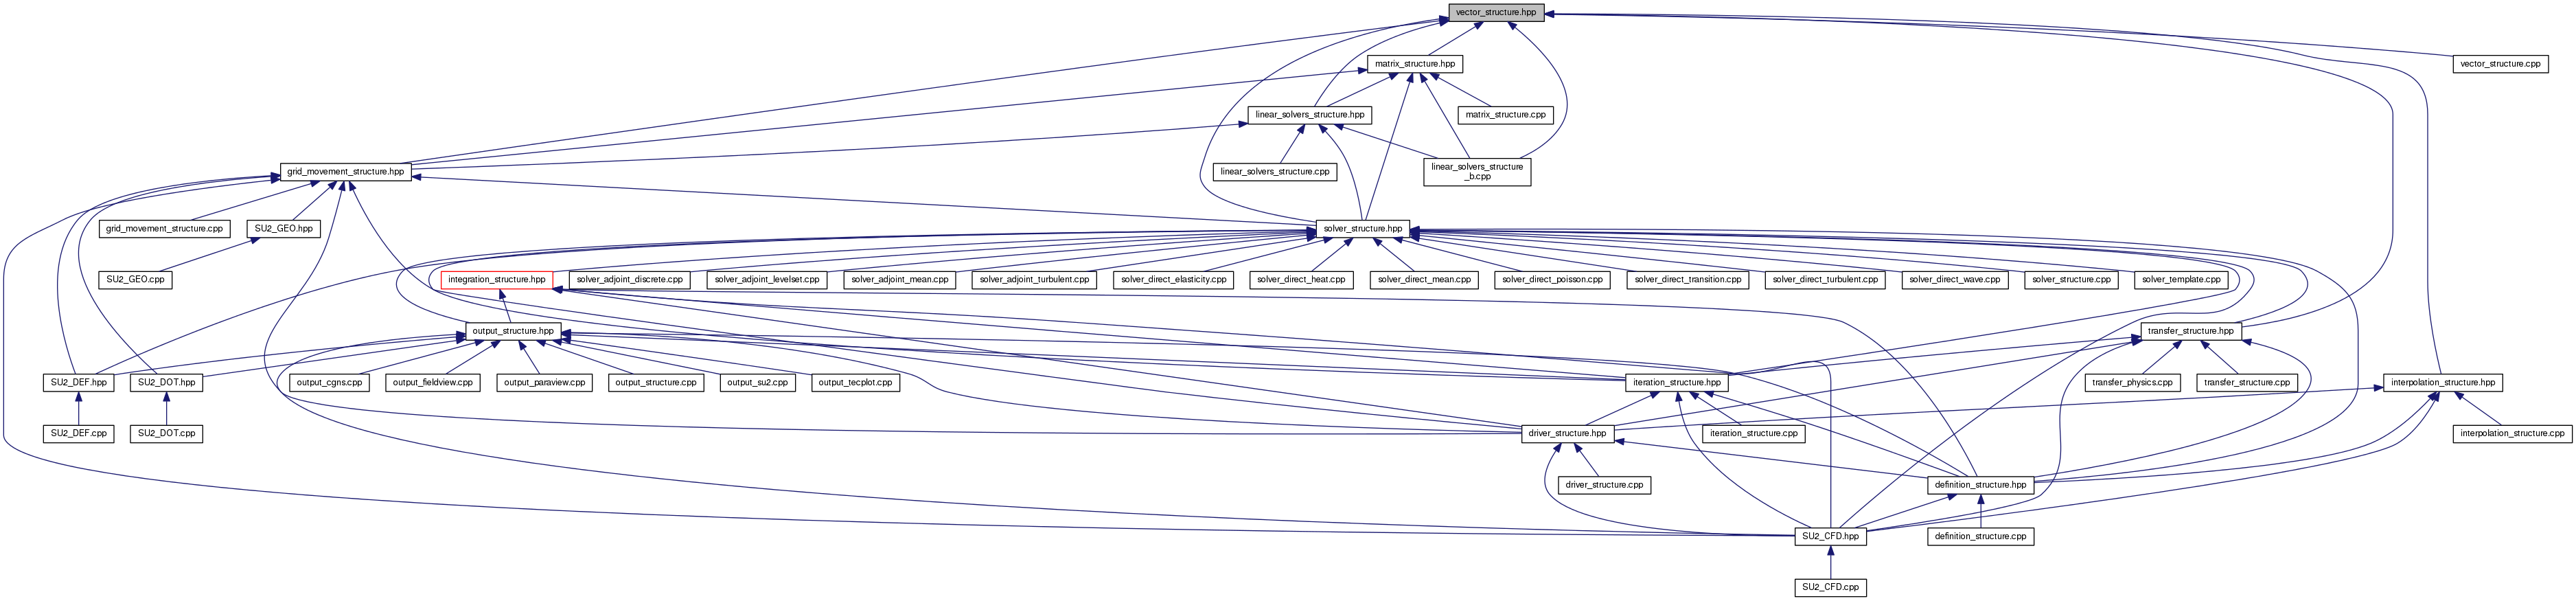 vector_structure.hpp
matrix_structure.hpp
vector_structure.cpp
linear_solvers_structure.hpp
matrix_structure.cpp
grid_movement_structure.hpp
linear_solvers_structure.cpp
linear_solvers_structure
_b.cpp
grid_movement_structure.cpp
SU2_GEO.hpp
solver_structure.hpp
SU2_GEO.cpp
integration_structure.hpp
solver_adjoint_discrete.cpp
solver_adjoint_levelset.cpp
solver_adjoint_mean.cpp
solver_adjoint_turbulent.cpp
solver_direct_elasticity.cpp
solver_direct_heat.cpp
solver_direct_mean.cpp
solver_direct_poisson.cpp
solver_direct_transition.cpp
solver_direct_turbulent.cpp
solver_direct_wave.cpp
solver_structure.cpp
solver_template.cpp
output_structure.hpp
transfer_structure.hpp
SU2_DEF.hpp
SU2_DOT.hpp
output_cgns.cpp
output_fieldview.cpp
output_paraview.cpp
output_structure.cpp
output_su2.cpp
output_tecplot.cpp
iteration_structure.hpp
transfer_physics.cpp
transfer_structure.cpp
interpolation_structure.hpp
SU2_DEF.cpp
SU2_DOT.cpp
driver_structure.hpp
iteration_structure.cpp
interpolation_structure.cpp
driver_structure.cpp
definition_structure.hpp
SU2_CFD.hpp
definition_structure.cpp
SU2_CFD.cpp